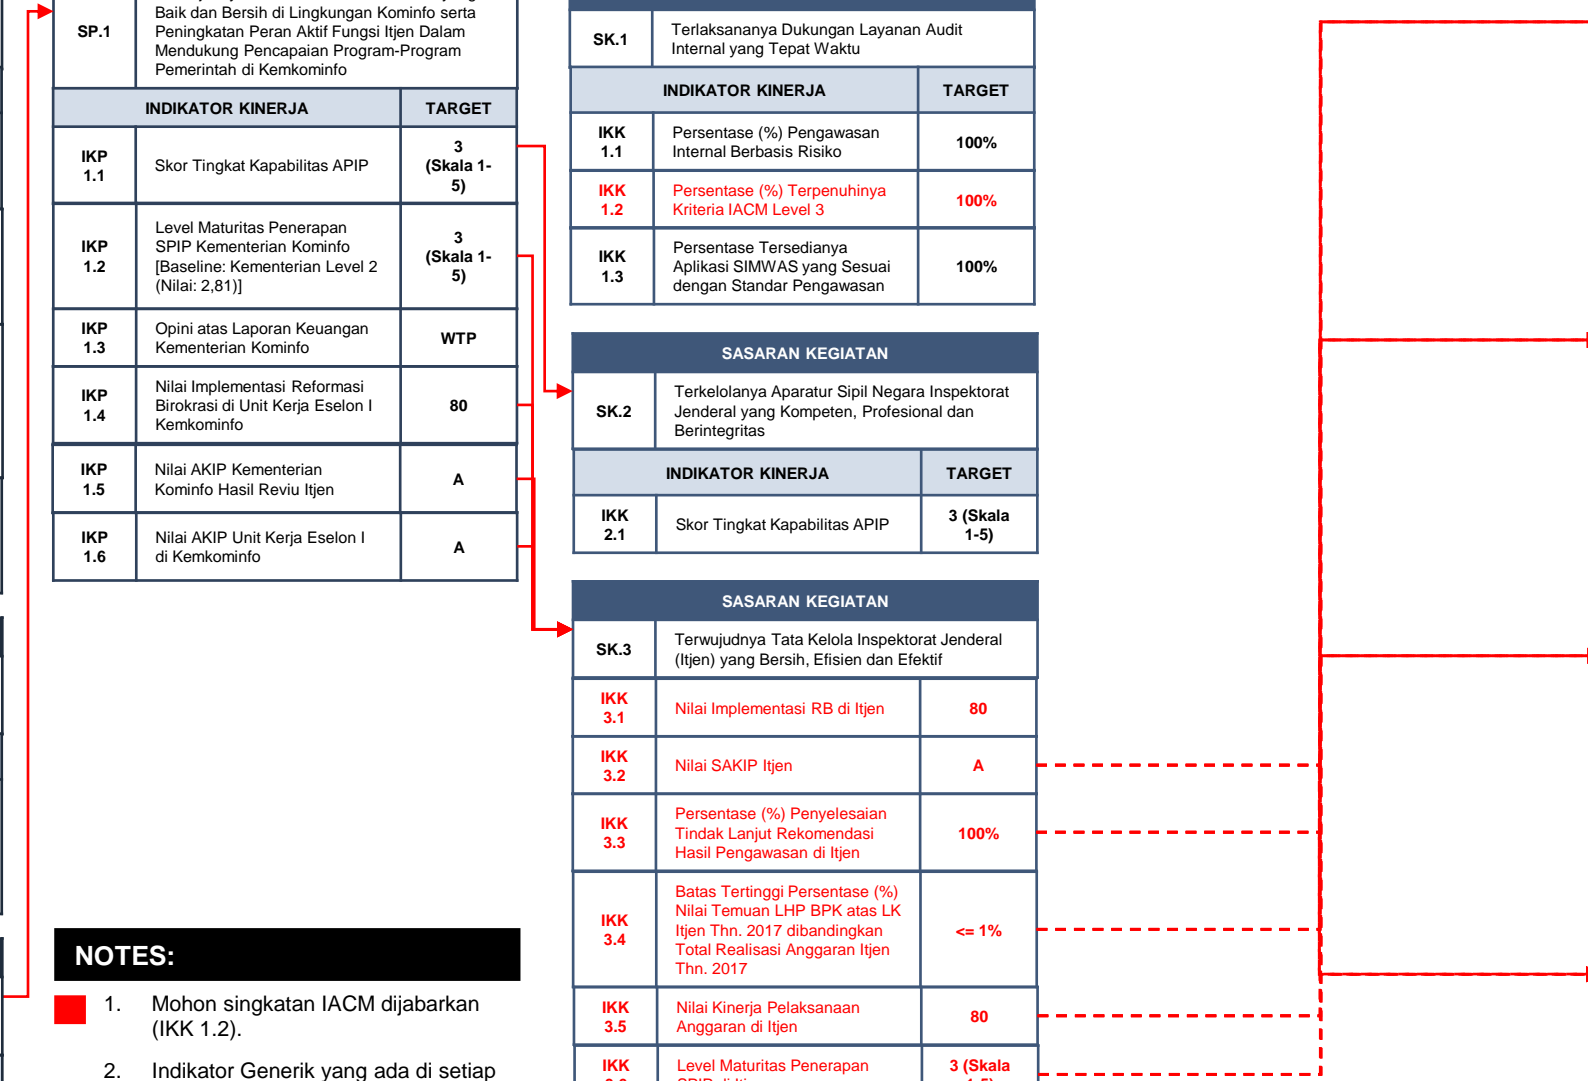 Baik dan Bersih di Lingkungan Kominfo serta
SP.1
Peningkatan Peran Aktif Fungsi Itjen Dalam
Mendukung Pencapaian Program-Program
Pemerintah di Kemkominfo
INDIKATOR KINERJA
TARGET
IKP
1.1
Skor Tingkat Kapabilitas APIP
3
(Skala 1-
5)
IKP
1.2
Level Maturitas Penerapan
SPIP Kementerian Kominfo
[Baseline: Kementerian Level 2
(Nilai: 2,81)]
3
(Skala 1-
5)
IKP
1.3
Opini atas Laporan Keuangan
Kementerian Kominfo
WTP
IKP
1.4
Nilai Implementasi Reformasi
Birokrasi di Unit Kerja Eselon I
Kemkominfo
80
IKP
1.5
Nilai AKIP Kementerian
Kominfo Hasil Reviu Itjen
A
IKP
1.6
Nilai AKIP Unit Kerja Eselon I
di Kemkominfo
A
NOTES:
1. Mohon singkatan IACM dijabarkan
(IKK 1.2).
2. Indikator Generik yang ada di setiap
SK.1
Terlaksananya Dukungan Layanan Audit
Internal yang Tepat Waktu
INDIKATOR KINERJA
TARGET
IKK
1.1
Persentase (%) Pengawasan
Internal Berbasis Risiko
100%
IKK
1.2
Persentase (%) Terpenuhinya
Kriteria IACM Level 3
100%
IKK
1.3
Persentase Tersedianya
Aplikasi SIMWAS yang Sesuai
dengan Standar Pengawasan
100%
SASARAN KEGIATAN
SK.2
Terkelolanya Aparatur Sipil Negara Inspektorat
Jenderal yang Kompeten, Profesional dan
Berintegritas
INDIKATOR KINERJA
TARGET
IKK
2.1
Skor Tingkat Kapabilitas APIP
3 (Skala
1-5)
SASARAN KEGIATAN
SK.3
Terwujudnya Tata Kelola Inspektorat Jenderal
(Itjen) yang Bersih, Efisien dan Efektif
IKK
3.1
Nilai Implementasi RB di Itjen
80
IKK
3.2
Nilai SAKIP Itjen
A
IKK
3.3
Persentase (%) Penyelesaian
Tindak Lanjut Rekomendasi
Hasil Pengawasan di Itjen
100%
IKK
3.4
Batas Tertinggi Persentase (%)
Nilai Temuan LHP BPK atas LK
Itjen Thn. 2017 dibandingkan
Total Realisasi Anggaran Itjen
Thn. 2017
<= 1%
IKK
3.5
Nilai Kinerja Pelaksanaan
Anggaran di Itjen
80
IKK
Level Maturitas Penerapan
3 (Skala